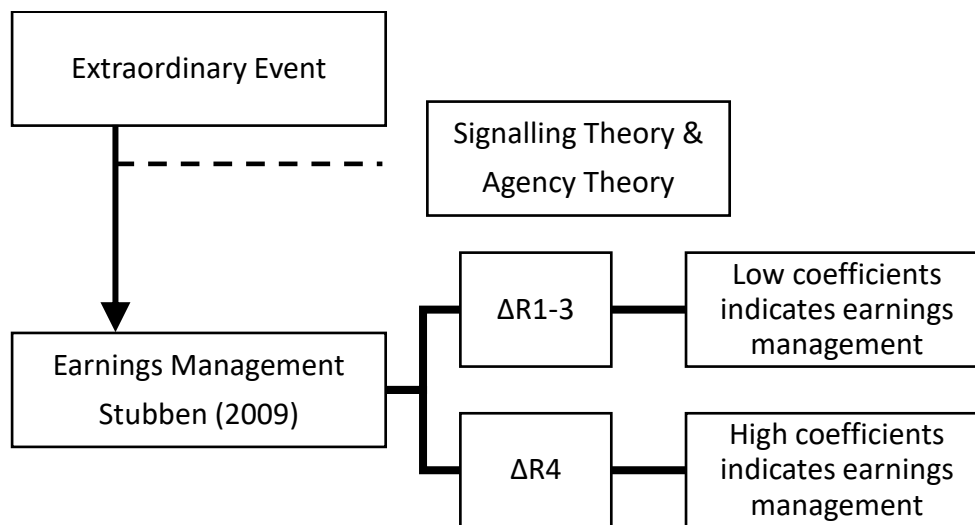 Extraordinary Event
Signalling Theory &
Agency Theory
ΔR1-3
Low coefficients
indicates earnings
management
Earnings Management
Stubben (2009)
ΔR4
High coefficients
indicates earnings
management